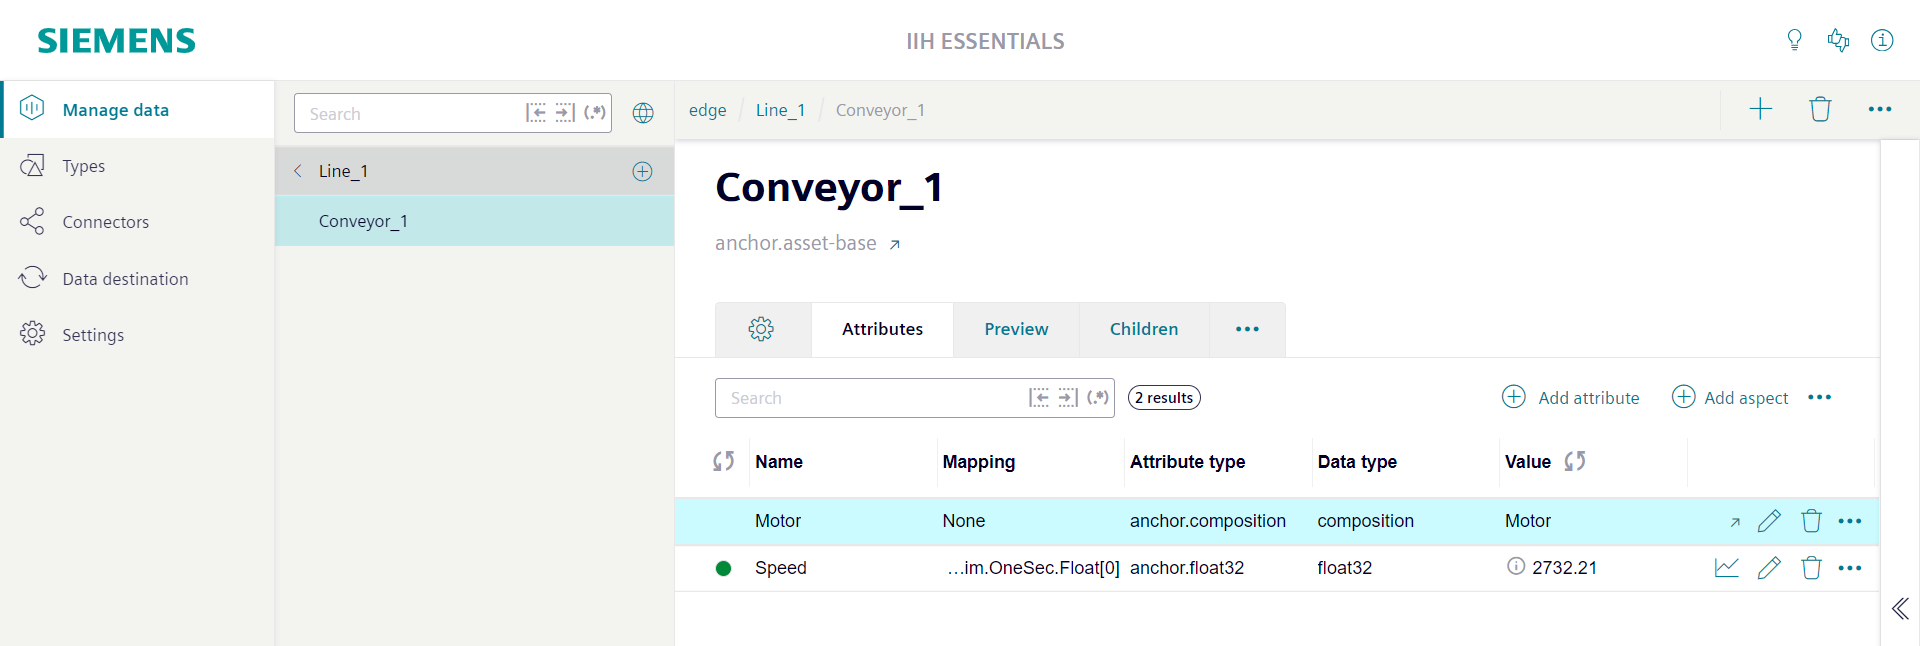 SIEMENS
IIH ESSENTIALS
Manage data
Types
Connectors
Data destination
Settings
Search
(.*)
Line_1
Conveyor_1
edge / Line_1 / Conveyor_1
Conveyor_1
anchor.asset-base
Attributes Preview Children
Search (.*) 2 results Add attribute Add aspect
Name Mapping Attribute type Data type Value
Motor None anchor.composition composition Motor
Speed ...im.OneSec.Float[0] anchor.float32 float32 2732.21